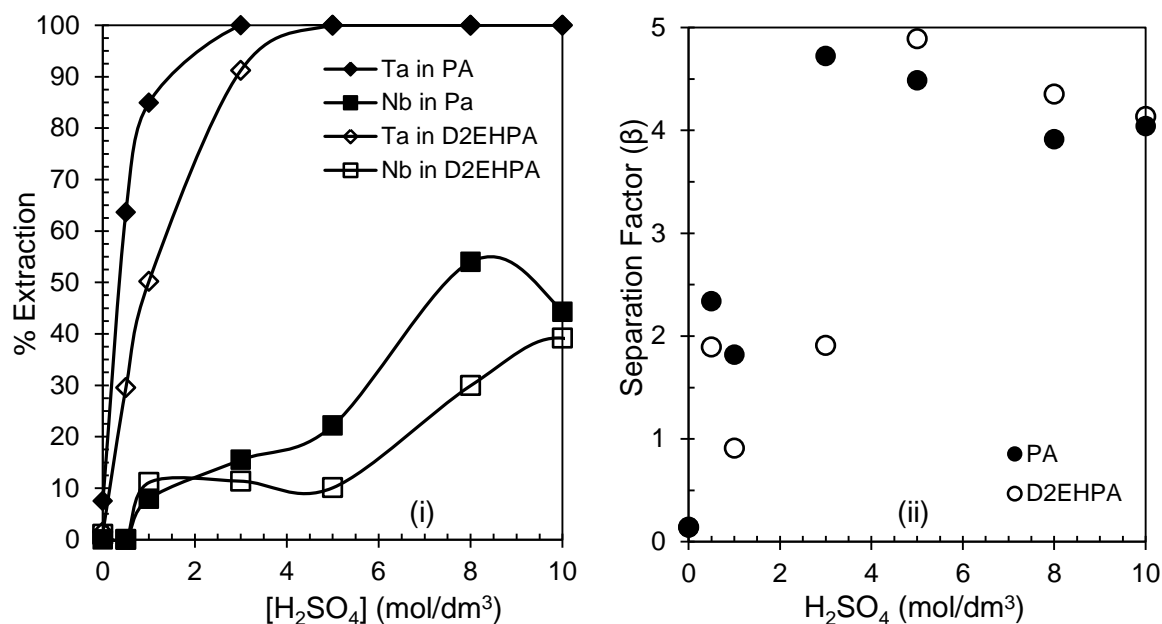 100
90
80
70
60
50
40
30
20
10
0
% Extraction
Ta in PA
Nb in Pa
Ta in D2EHPA
Nb in D2EHPA
(i)
0 2 4 6 8 10
[H₂SO₄] (mol/dm³)
5
4
3
2
1
0
Separation Factor (β)
PA
D2EHPA
(ii)
0 2 4 6 8 10
H₂SO₄ (mol/dm³)